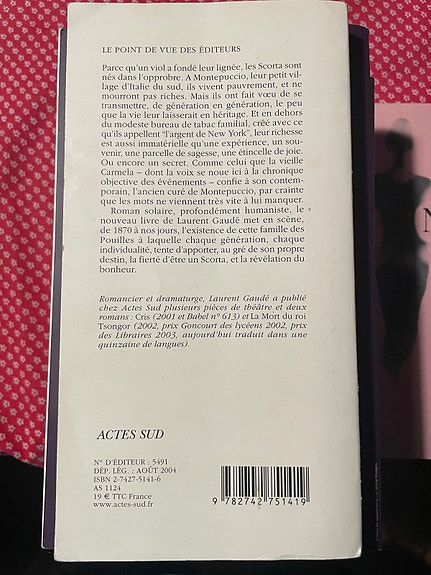 LE POINT DE VUE DES ÉDITEURS
Parce qu'un viol a fondé leur lignée, les Scorta sont
nés dans l'opprobre. A Montepuccio, leur petit vil-
lage d'Italie du sud, ils vivent pauvrement, et ne
mourront pas riches. Mais ils ont fait vœu de se
transmettre, de génération en génération, le peu
que la vie leur laisserait en héritage. Et en dehors
du modeste bureau de tabac familial, créé avec ce
qu'ils appellent "l'argent de New York", leur richesse
est aussi immatérielle qu'une expérience, un sou-
venir, une parcelle de sagesse, une étincelle de joie.
Ou encore un secret. Comme celui que la vieille
Carmela – dont la voix se noue ici à la chronique
objective des événements – confie à son contem-
porain, l'ancien curé de Montepuccio, par crainte
que les mots ne viennent très vite à lui manquer.
Roman solaire, profondément humaniste, le
nouveau livre de Laurent Gaudé met en scène,
de 1870 à nos jours, l'existence de cette famille des
Pouilles à laquelle chaque génération, chaque
individualité, tente d'apporter, au gré de son propre
destin, la fierté d'être un Scorta, et la révélation du
bonheur.
Romancier et dramaturge, Laurent Gaudé a publié
chez Actes Sud plusieurs pièces de théâtre et deux
romans : Cris (2001 et Babel n° 613) et La Mort du roi
Tsongor (2002, prix Goncourt des lycéens 2002, prix
des Libraires 2003, aujourd'hui traduit dans une
quinzaine de langues).
ACTES SUD
N° D'ÉDITEUR : 5491
DÉP. LÉG. : AOÛT 2004
ISBN 2-7427-5141-6
AS 1124
19 € TTC France
www.actes-sud.fr
9 782742 751419
N